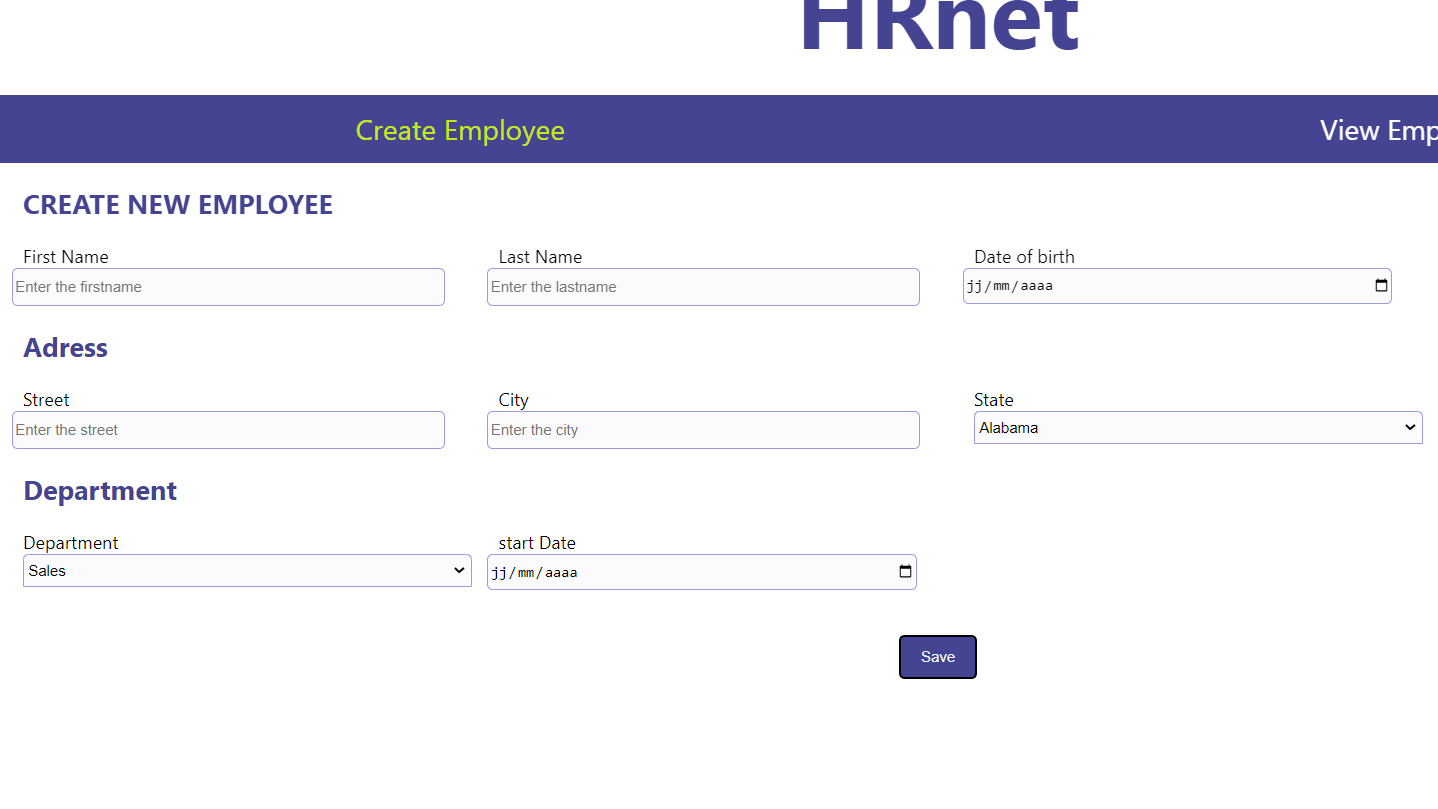 HRnet
Create Employee View Emp
CREATE NEW EMPLOYEE
First Name Last Name Date of birth
Enter the firstname Enter the lastname jj/mm/aaaa
Adress
Street City State
Enter the street Enter the city Alabama
Department
Department start Date
Sales jj/mm/aaaa
Save